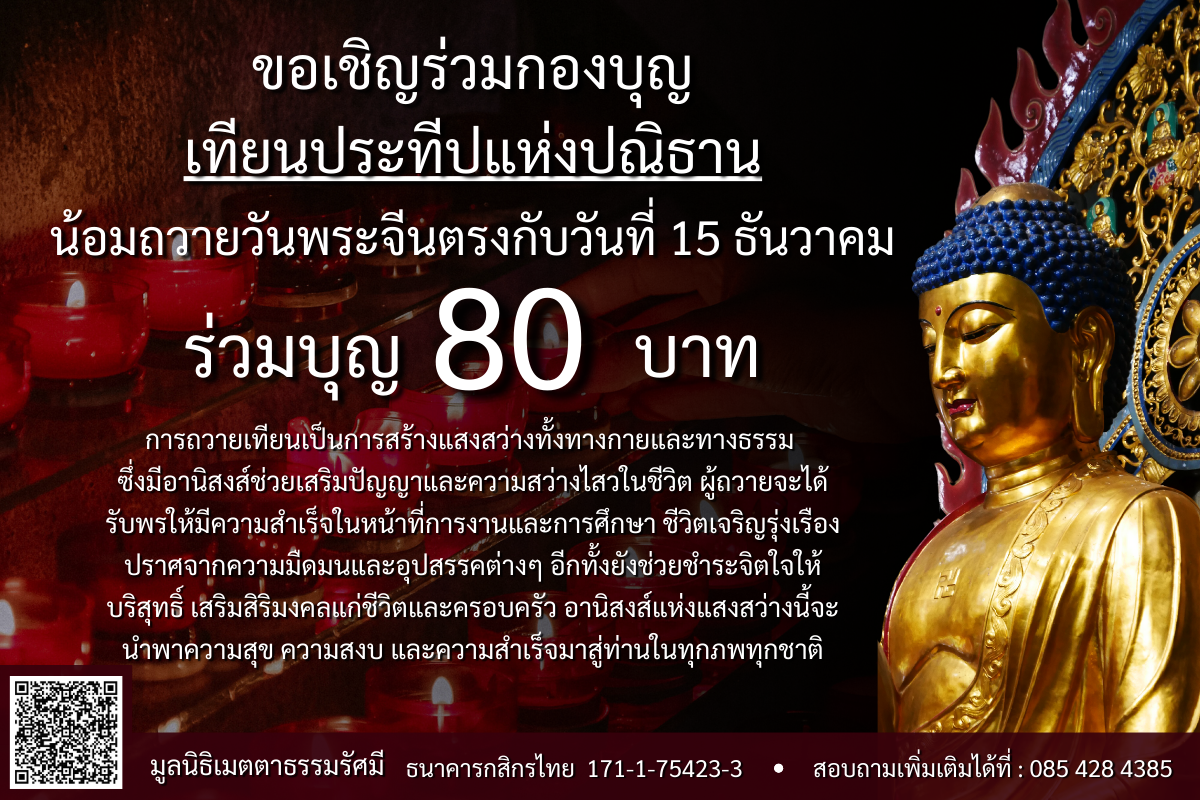 ขอเชิญร่วมกองบุญ
เทียนประทีปแห่งปณิธาน
น้อมถวายวันพระจีนตรงกับวันที่ 15 ธันวาคม
ร่วมบุญ 80 บาท
การถวายเทียนเป็นการสร้างแสงสว่างทั้งทางกายและทางธรรม
ซึ่งมีอานิสงส์ช่วยเสริมปัญญาและความสว่างไสวในชีวิต ผู้ถวายจะได้
รับพรให้มีความสำเร็จในหน้าที่การงานและการศึกษา ชีวิตเจริญรุ่งเรือง
ปราศจากความมืดมนและอุปสรรคต่างๆ อีกทั้งยังช่วยชำระจิตใจให้
บริสุทธิ์ เสริมสิริมงคลแก่ชีวิตและครอบครัว อานิสงส์แห่งแสงสว่างนี้จะ
นำพาความสุข ความสงบ และความสำเร็จมาสู่ท่านในทุกภพทุกชาติ
มูลนิธิเมตตาธรรมรัศมี ธนาคารกสิกรไทย 171-1-75423-3 • สอบถามเพิ่มเติมได้ที่ : 085 428 4385